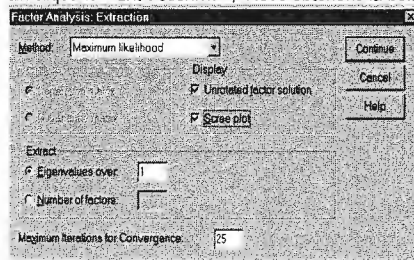 Factor Analysis: Extraction
Method: Maximum likelihood
Continue
Display
Cancel
Unrotated factor solution
Help
Scree plot
Extract
Eigenvalues over: 1
Number of factors:
Maximum Iterations for Convergence: 25